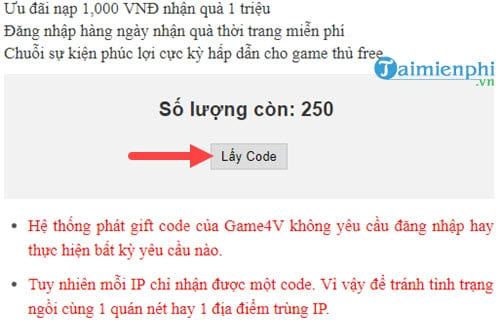 Ưu đãi nạp 1,000 VNĐ nhận quà 1 triệu
Đăng nhập hàng ngày nhận quà thời trang miễn phí
Chuỗi sự kiện phúc lợi cực kỳ hấp dẫn cho game thủ free
Taimienphi
.vn
Số lượng còn: 250
Lấy Code
• Hệ thống phát gift code của Game4V không yêu cầu đăng nhập hay
thực hiện bất kỳ yêu cầu nào.
• Tuy nhiên mỗi IP chỉ nhận được một code. Vì vậy để tránh tình trạng
ngồi cùng 1 quán nét hay 1 địa điểm trùng IP.